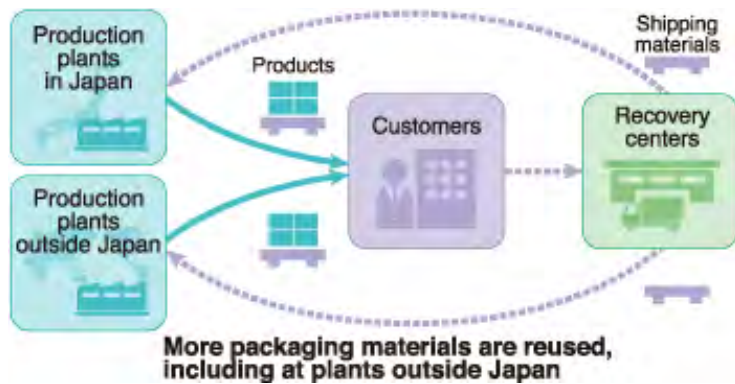 Production
plants
in Japan
Products
Shipping
materials
Customers
Recovery
centers
Production
plants
outside Japan
More packaging materials are reused,
including at plants outside Japan